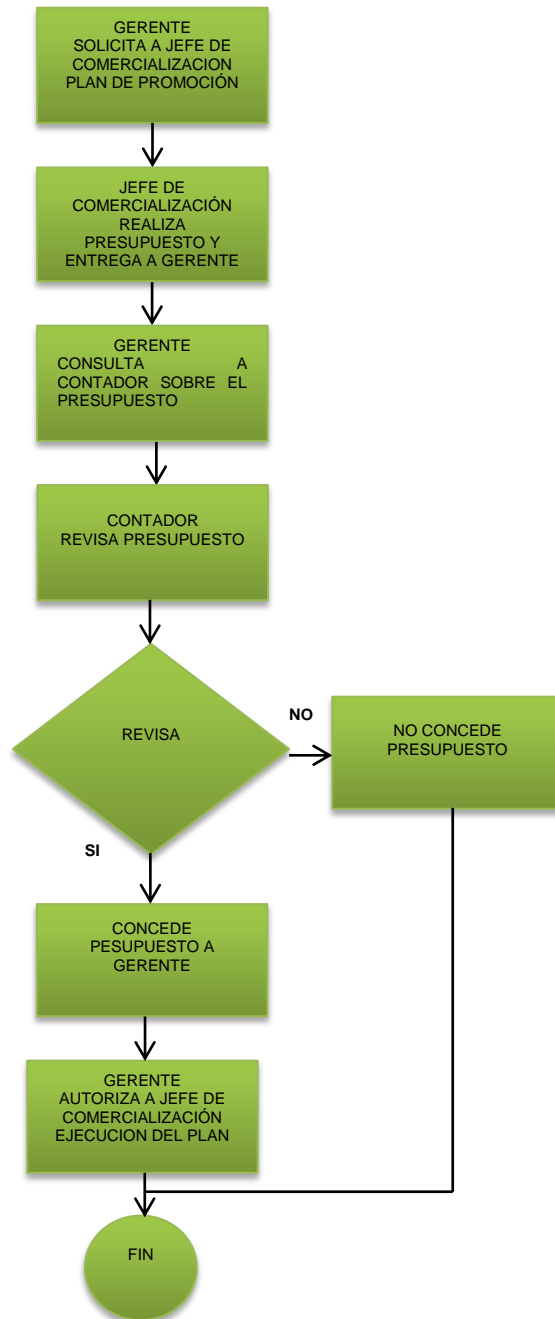 GERENTE
SOLICITA A JEFE DE
COMERCIALIZACION
PLAN DE PROMOCIÓN
JEFE DE
COMERCIALIZACIÓN
REALIZA
PRESUPUESTO Y
ENTREGA A GERENTE
GERENTE
CONSULTA A
CONTADOR SOBRE EL
PRESUPUESTO
CONTADOR
REVISA PRESUPUESTO
REVISA
NO
NO CONCEDE
PRESUPUESTO
SI
CONCEDE
PESUPUESTO A
GERENTE
GERENTE
AUTORIZA A JEFE DE
COMERCIALIZACIÓN
EJECUCION DEL PLAN
FIN